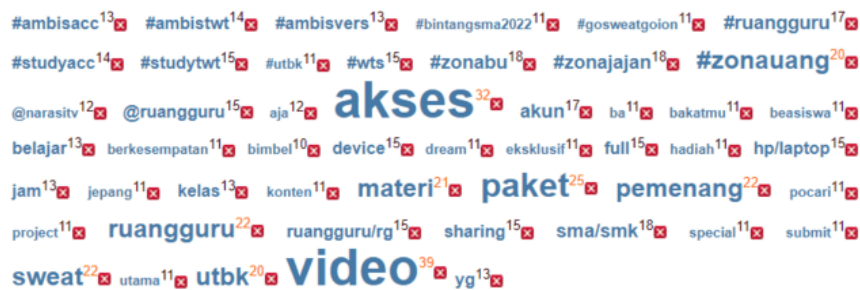 #ambisacc13 #ambistwt14 #ambisvers13 #bintangsma202211 #gosweatgoion11 #ruangguru17
#studyacc14 #studytwt15 #utbk11 #wts15 #zonabu18 #zonajajan18 #zonauang20
@narasitv12 @ruangguru15 aja12 akses32 akun17 ba11 bakatmu11 beasiswa11
belajar13 berkesempatan11 bimbel10 device15 dream11 eksklusif11 full15 hadiah11 hp/laptop15
jam13 jepang11 kelas13 konten11 materi21 paket25 pemenang22 pocari11
project11 ruangguru22 ruangguru/rg15 sharing15 sma/smk18 special11 submit11
sweat22 utama11 utbk20 video39 yg13